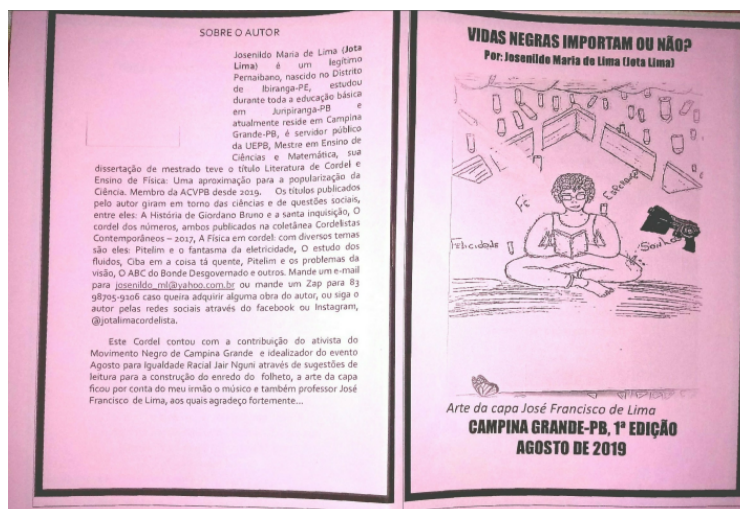 SOBRE O AUTOR
Josenildo Maria de Lima (Jota
Lima) é um legítimo
Pernaibano, nascido no Distrito
de Ibiranga-PE, estudou
durante toda a educação básica
em Juripiranga-PB e
atualmente reside em Campina
Grande-PB, é servidor público
da UEPB, Mestre em Ensino de
Ciências e Matemática, sua
dissertação de mestrado teve o título Literatura de Cordel e
Ensino de Física: Uma aproximação para a popularização da
Ciência. Membro da ACVPB desde 2019. Os títulos publicados
pelo autor giram em torno das ciências e de questões sociais,
entre eles: A História de Giordano Bruno e a santa inquisição, O
cordel dos números, ambos publicados na coletânea Cordelistas
Contemporâneos – 2017, A Física em cordel: com diversos temas
são eles: Pitelim e o fantasma da eletricidade, O estudo dos
fluidos, Ciba em a coisa tá quente, Pitelim e os problemas da
visão, O ABC do Bonde Desgovernado e outros. Mande um e-mail
para josenildo_ml@yahoo.com.br ou mande um Zap para 83
98705-9106 caso queira adquirir alguma obra do autor, ou siga o
autor pelas redes sociais através do facebook ou Instagram,
@jotalimacordelista.
Este Cordel contou com a contribuição do ativista do
Movimento Negro de Campina Grande e idealizador do evento
Agosto para Igualdade Racial Jair Nguni através de sugestões de
leitura para a construção do enredo do folheto, a arte da capa
ficou por conta do meu irmão o músico e também professor José
Francisco de Lima, aos quais agradeço fortemente...
VIDAS NEGRAS IMPORTAM OU NÃO?
Por: Josenildo Maria de Lima (Jota Lima)
Fé
Felicidade
Sonhos
Arte da capa José Francisco de Lima
CAMPINA GRANDE-PB, 1ª EDIÇÃO
AGOSTO DE 2019